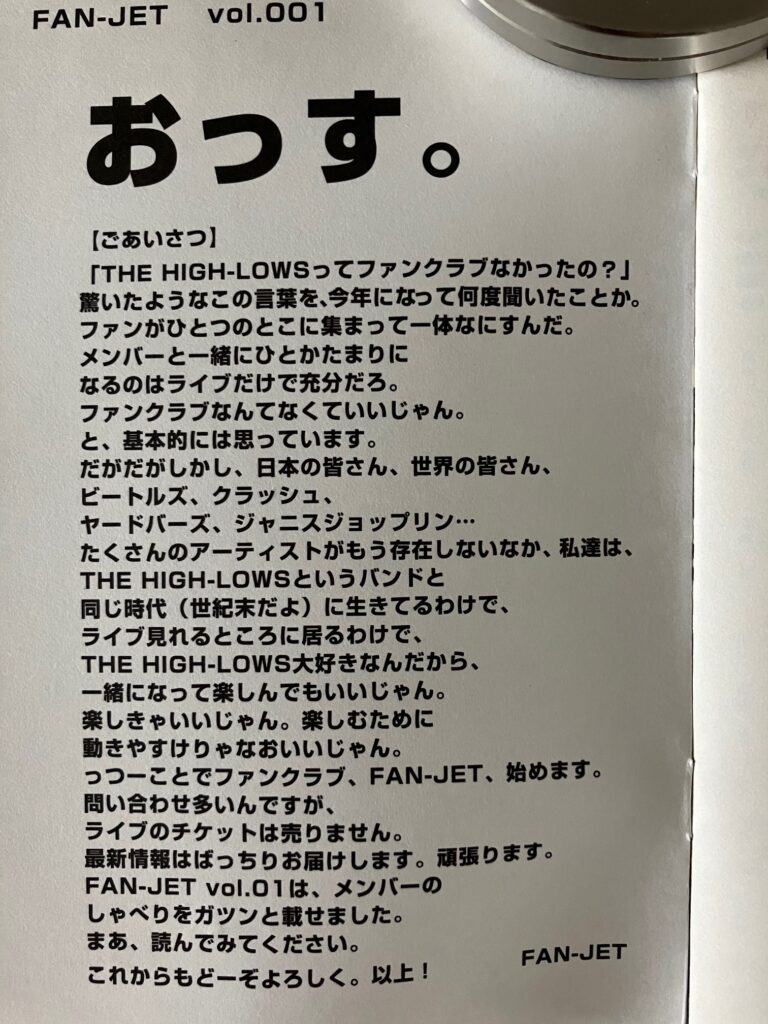 FAN-JET vol.001
おっす。
【ごあいさつ】
「THE HIGH-LOWSってファンクラブなかったの？」
驚いたようなこの言葉を、今年になって何度聞いたことか。
ファンがひとつのとこに集まって一体なにすんだ。
メンバーと一緒にひとかたまりに
なるのはライブだけで充分だろ。
ファンクラブなんてなくていいじゃん。
と、基本的には思っています。
だがだがしかし、日本の皆さん、世界の皆さん、
ビートルズ、クラッシュ、
ヤードバーズ、ジャニスジョップリン…
たくさんのアーティストがもう存在しないなか、私達は、
THE HIGH-LOWSというバンドと
同じ時代（世紀末だよ）に生きてるわけで、
ライブ見れるところに居るわけで、
THE HIGH-LOWS大好きなんだから、
一緒になって楽しんでもいいじゃん。
楽しきゃいいじゃん。楽しむために
動きやすけりゃなおいいじゃん。
っつーことでファンクラブ、FAN-JET、始めます。
問い合わせ多いんですが、
ライブのチケットは売りません。
最新情報はばっちりお届けします。頑張ります。
FAN-JET vol.01は、メンバーの
しゃべりをガツンと載せました。
まあ、読んでみてください。
これからもどーぞよろしく。以上！
FAN-JET